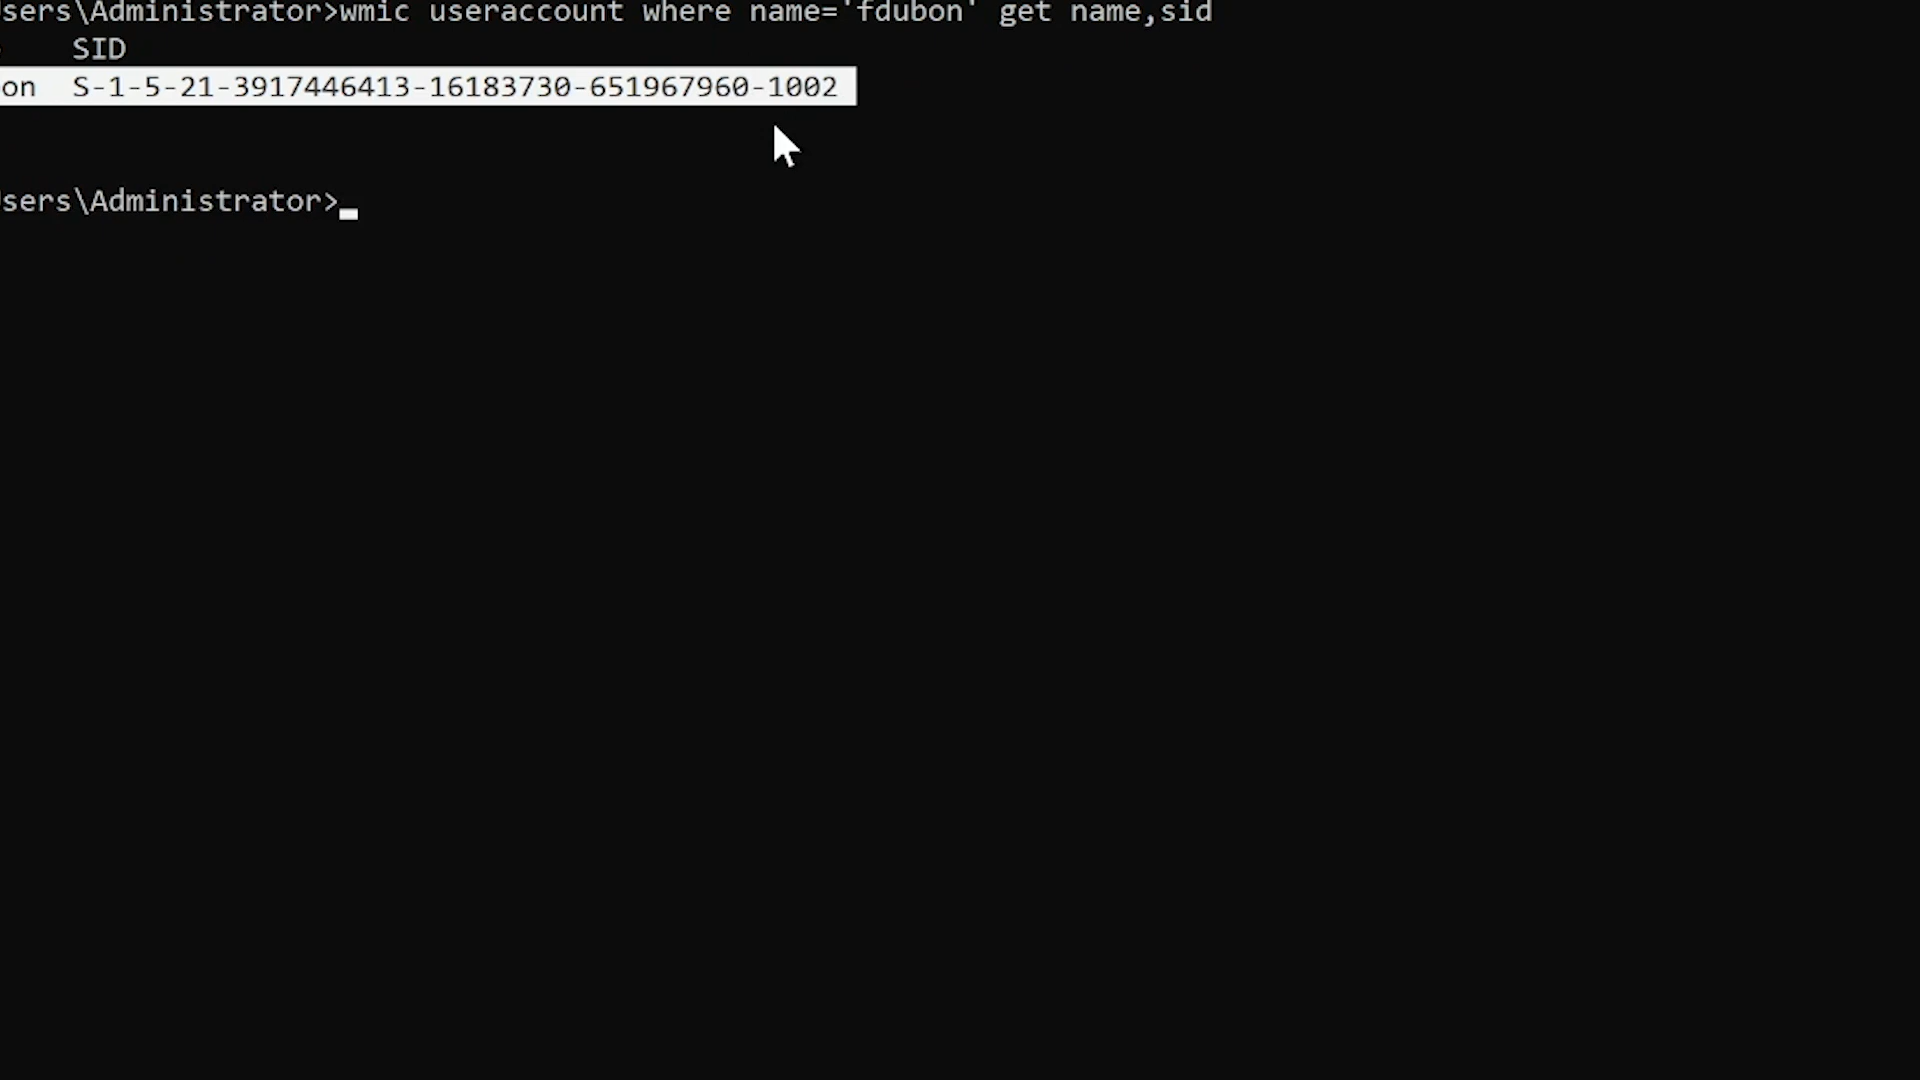 sers\Administrator>wmic useraccount where name='fdubon' get name,sid
SID
on S-1-5-21-3917446413-16183730-651967960-1002
sers\Administrator>